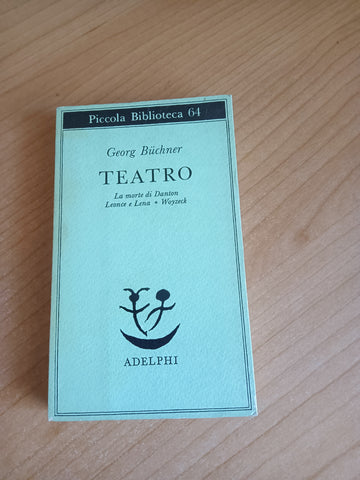 Piccola Biblioteca 64
Georg Büchner
TEATRO
La morte di Danton
Leonce e Lena • Woyzeck
ADELPHI